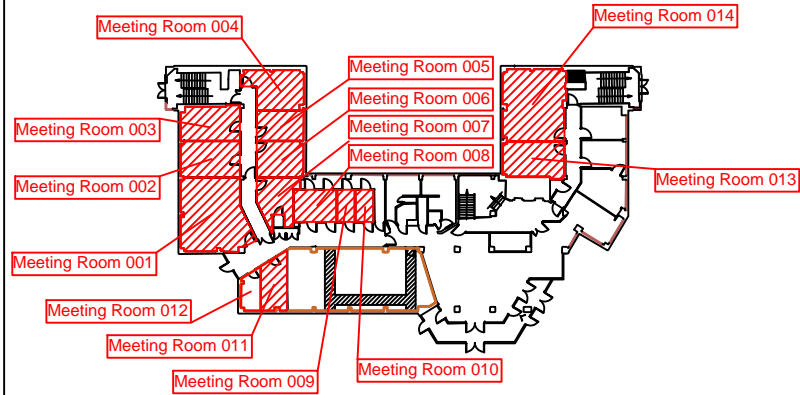 Meeting Room 004
Meeting Room 014
Meeting Room 005
Meeting Room 006
Meeting Room 003
Meeting Room 007
Meeting Room 008
Meeting Room 002
Meeting Room 013
Meeting Room 001
Meeting Room 012
Meeting Room 011
Meeting Room 010
Meeting Room 009